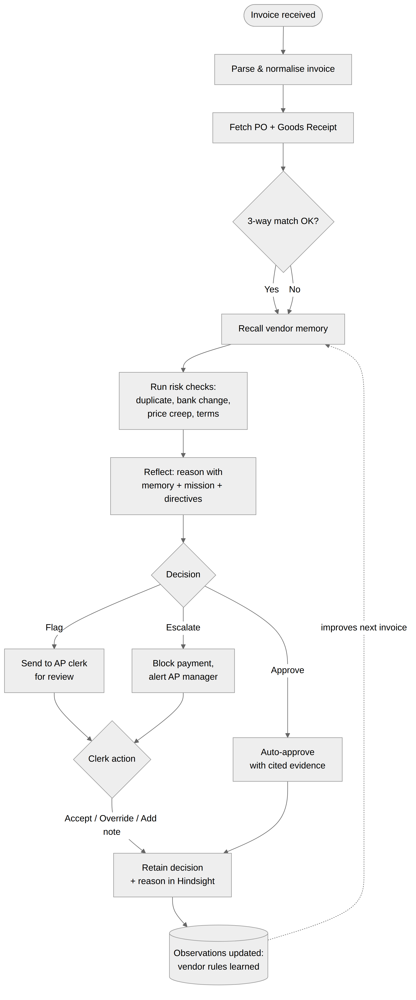 Invoice received
Parse & normalise invoice
Fetch PO + Goods Receipt
3-way match OK?
Yes
No
Recall vendor memory
Run risk checks:
duplicate, bank change,
price creep, terms
Reflect: reason with
memory + mission +
directives
Decision
Flag
Escalate
improves next invoice
Send to AP clerk
for review
Block payment,
alert AP manager
Approve
Auto-approve
with cited evidence
Clerk action
Accept / Override / Add
note
Retain decision
+ reason in Hindsight
Observations updated:
vendor rules learned